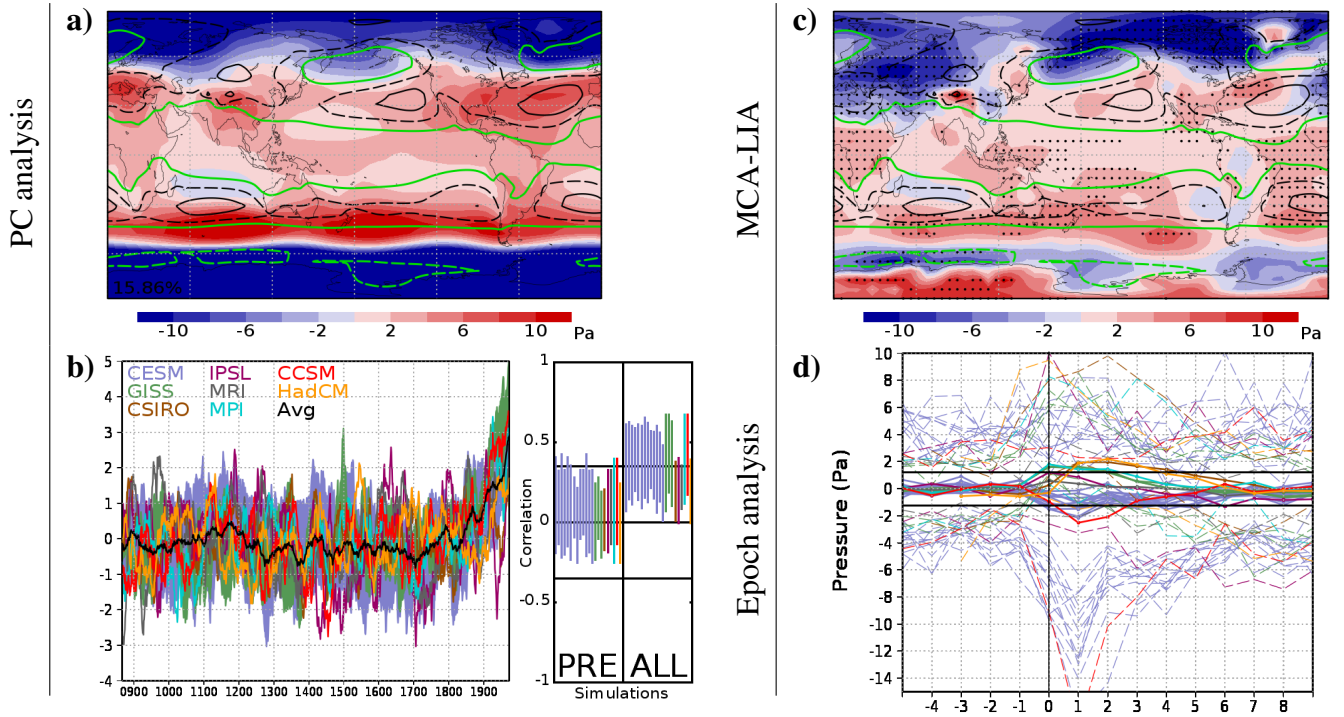 a)
c)
PC analysis
MCA-LIA
15.86%
-10 -6 -2 2 6 10 Pa
-10 -6 -2 2 6 10 Pa
b)
d)
CESM IPSL CCSM
GISS MRI HadCM
CSIRO MPI Avg
5
4
3
2
1
0
-1
-2
-3
-4
1000 1100 1200 1300 1400 1500 1600 1700 1800 1900
1
0.5
0
-0.5
-1
Correlation
PRE ALL
Simulations
Epoch analysis
Pressure (Pa)
10
8
6
4
2
0
-2
-4
-6
-8
-10
-12
-14
-4 -3 -2 -1 0 1 2 3 4 5 6 7 8